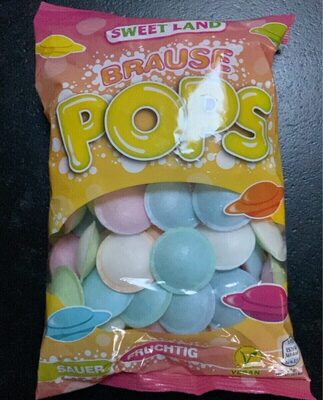 SWEET LAND
BRAUSE
POPS
FRUCHTIG
SAUER
VEGAN